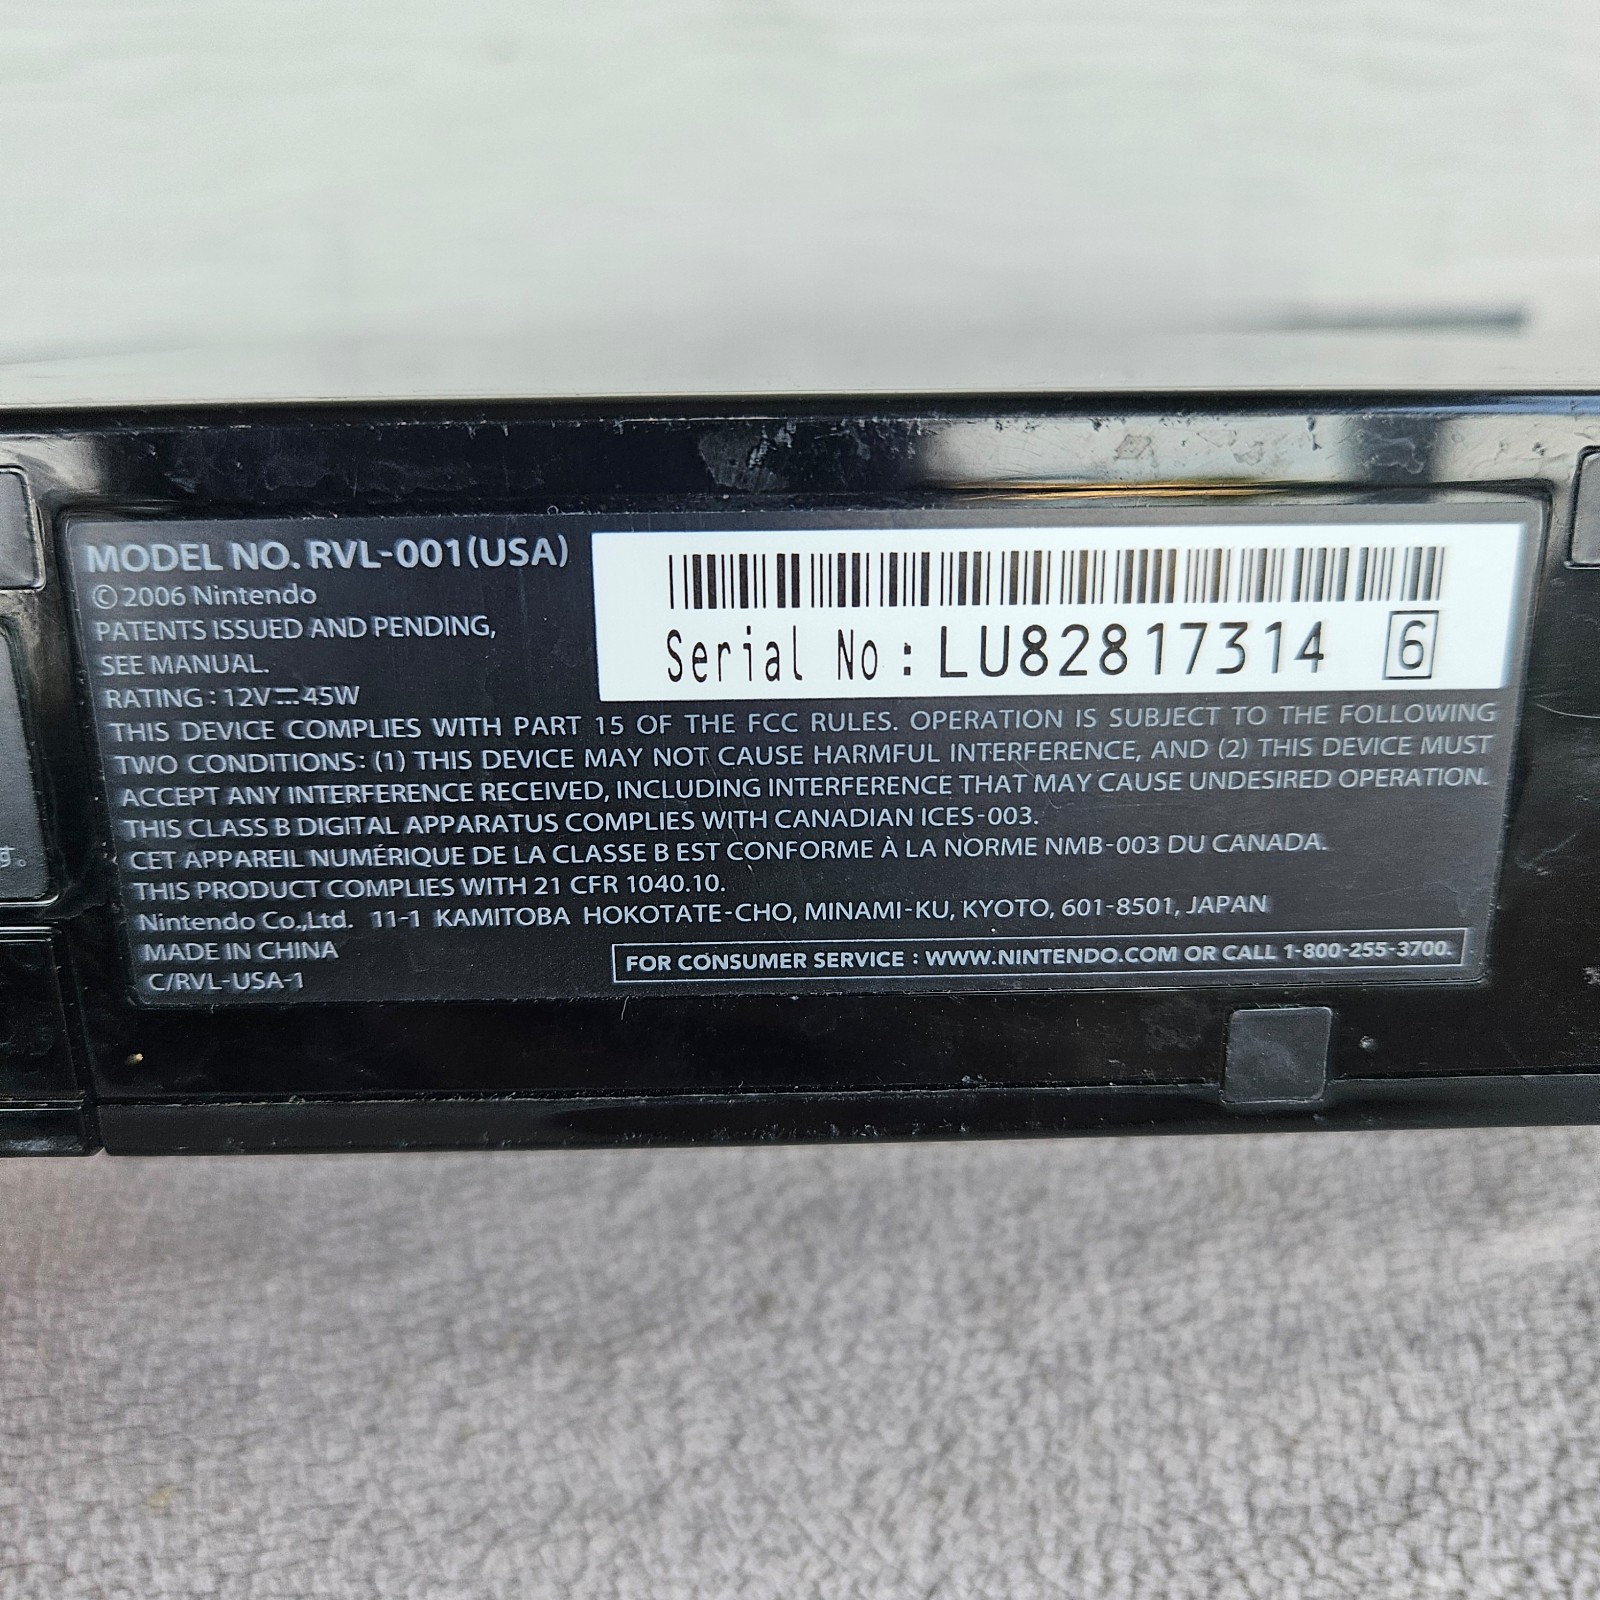 MODEL NO. RVL-001(USA)
© 2006 Nintendo
PATENTS ISSUED AND PENDING,
SEE MANUAL.
RATING : 12V⎓45W
Serial No: LU82817314 6
THIS DEVICE COMPLIES WITH PART 15 OF THE FCC RULES. OPERATION IS SUBJECT TO THE FOLLOWING
TWO CONDITIONS: (1) THIS DEVICE MAY NOT CAUSE HARMFUL INTERFERENCE, AND (2) THIS DEVICE MUST
ACCEPT ANY INTERFERENCE RECEIVED, INCLUDING INTERFERENCE THAT MAY CAUSE UNDESIRED OPERATION.
THIS CLASS B DIGITAL APPARATUS COMPLIES WITH CANADIAN ICES-003.
CET APPAREIL NUMÉRIQUE DE LA CLASSE B EST CONFORME À LA NORME NMB-003 DU CANADA.
THIS PRODUCT COMPLIES WITH 21 CFR 1040.10.
Nintendo Co.,Ltd. 11-1 KAMITOBA HOKOTATE-CHO, MINAMI-KU, KYOTO, 601-8501, JAPAN
MADE IN CHINA
C/RVL-USA-1
FOR CONSUMER SERVICE : WWW.NINTENDO.COM OR CALL 1-800-255-3700.